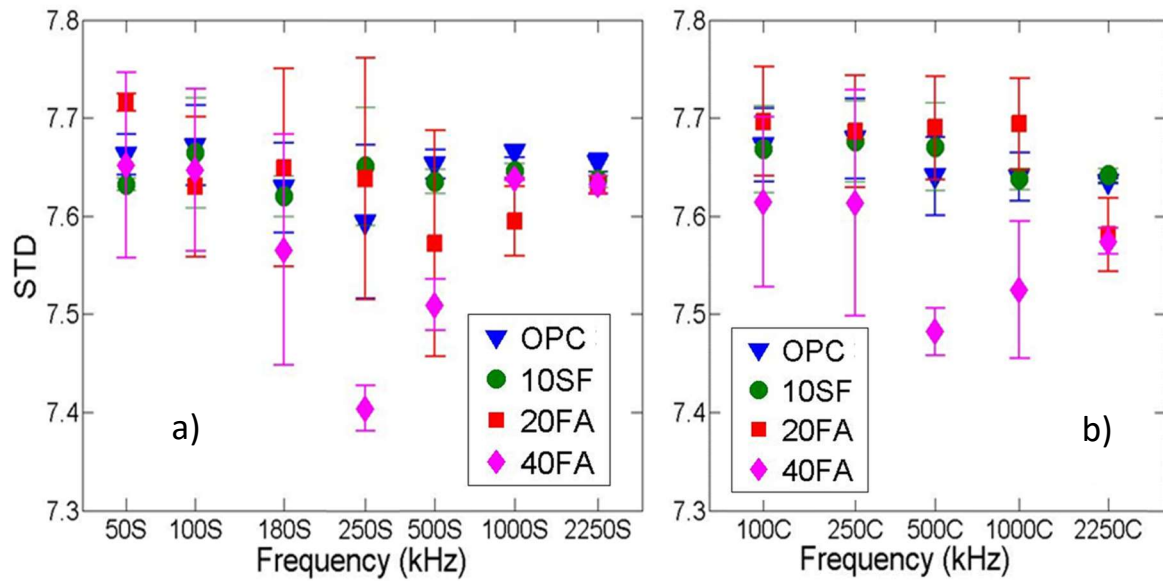 STD
7.8
7.7
7.6
7.5
7.4
7.3
a)
OPC
10SF
20FA
40FA
50S 100S 180S 250S 500S 1000S 2250S
Frequency (kHz)
7.8
7.7
7.6
7.5
7.4
7.3
OPC
10SF
20FA
40FA
b)
100C 250C 500C 1000C 2250C
Frequency (kHz)